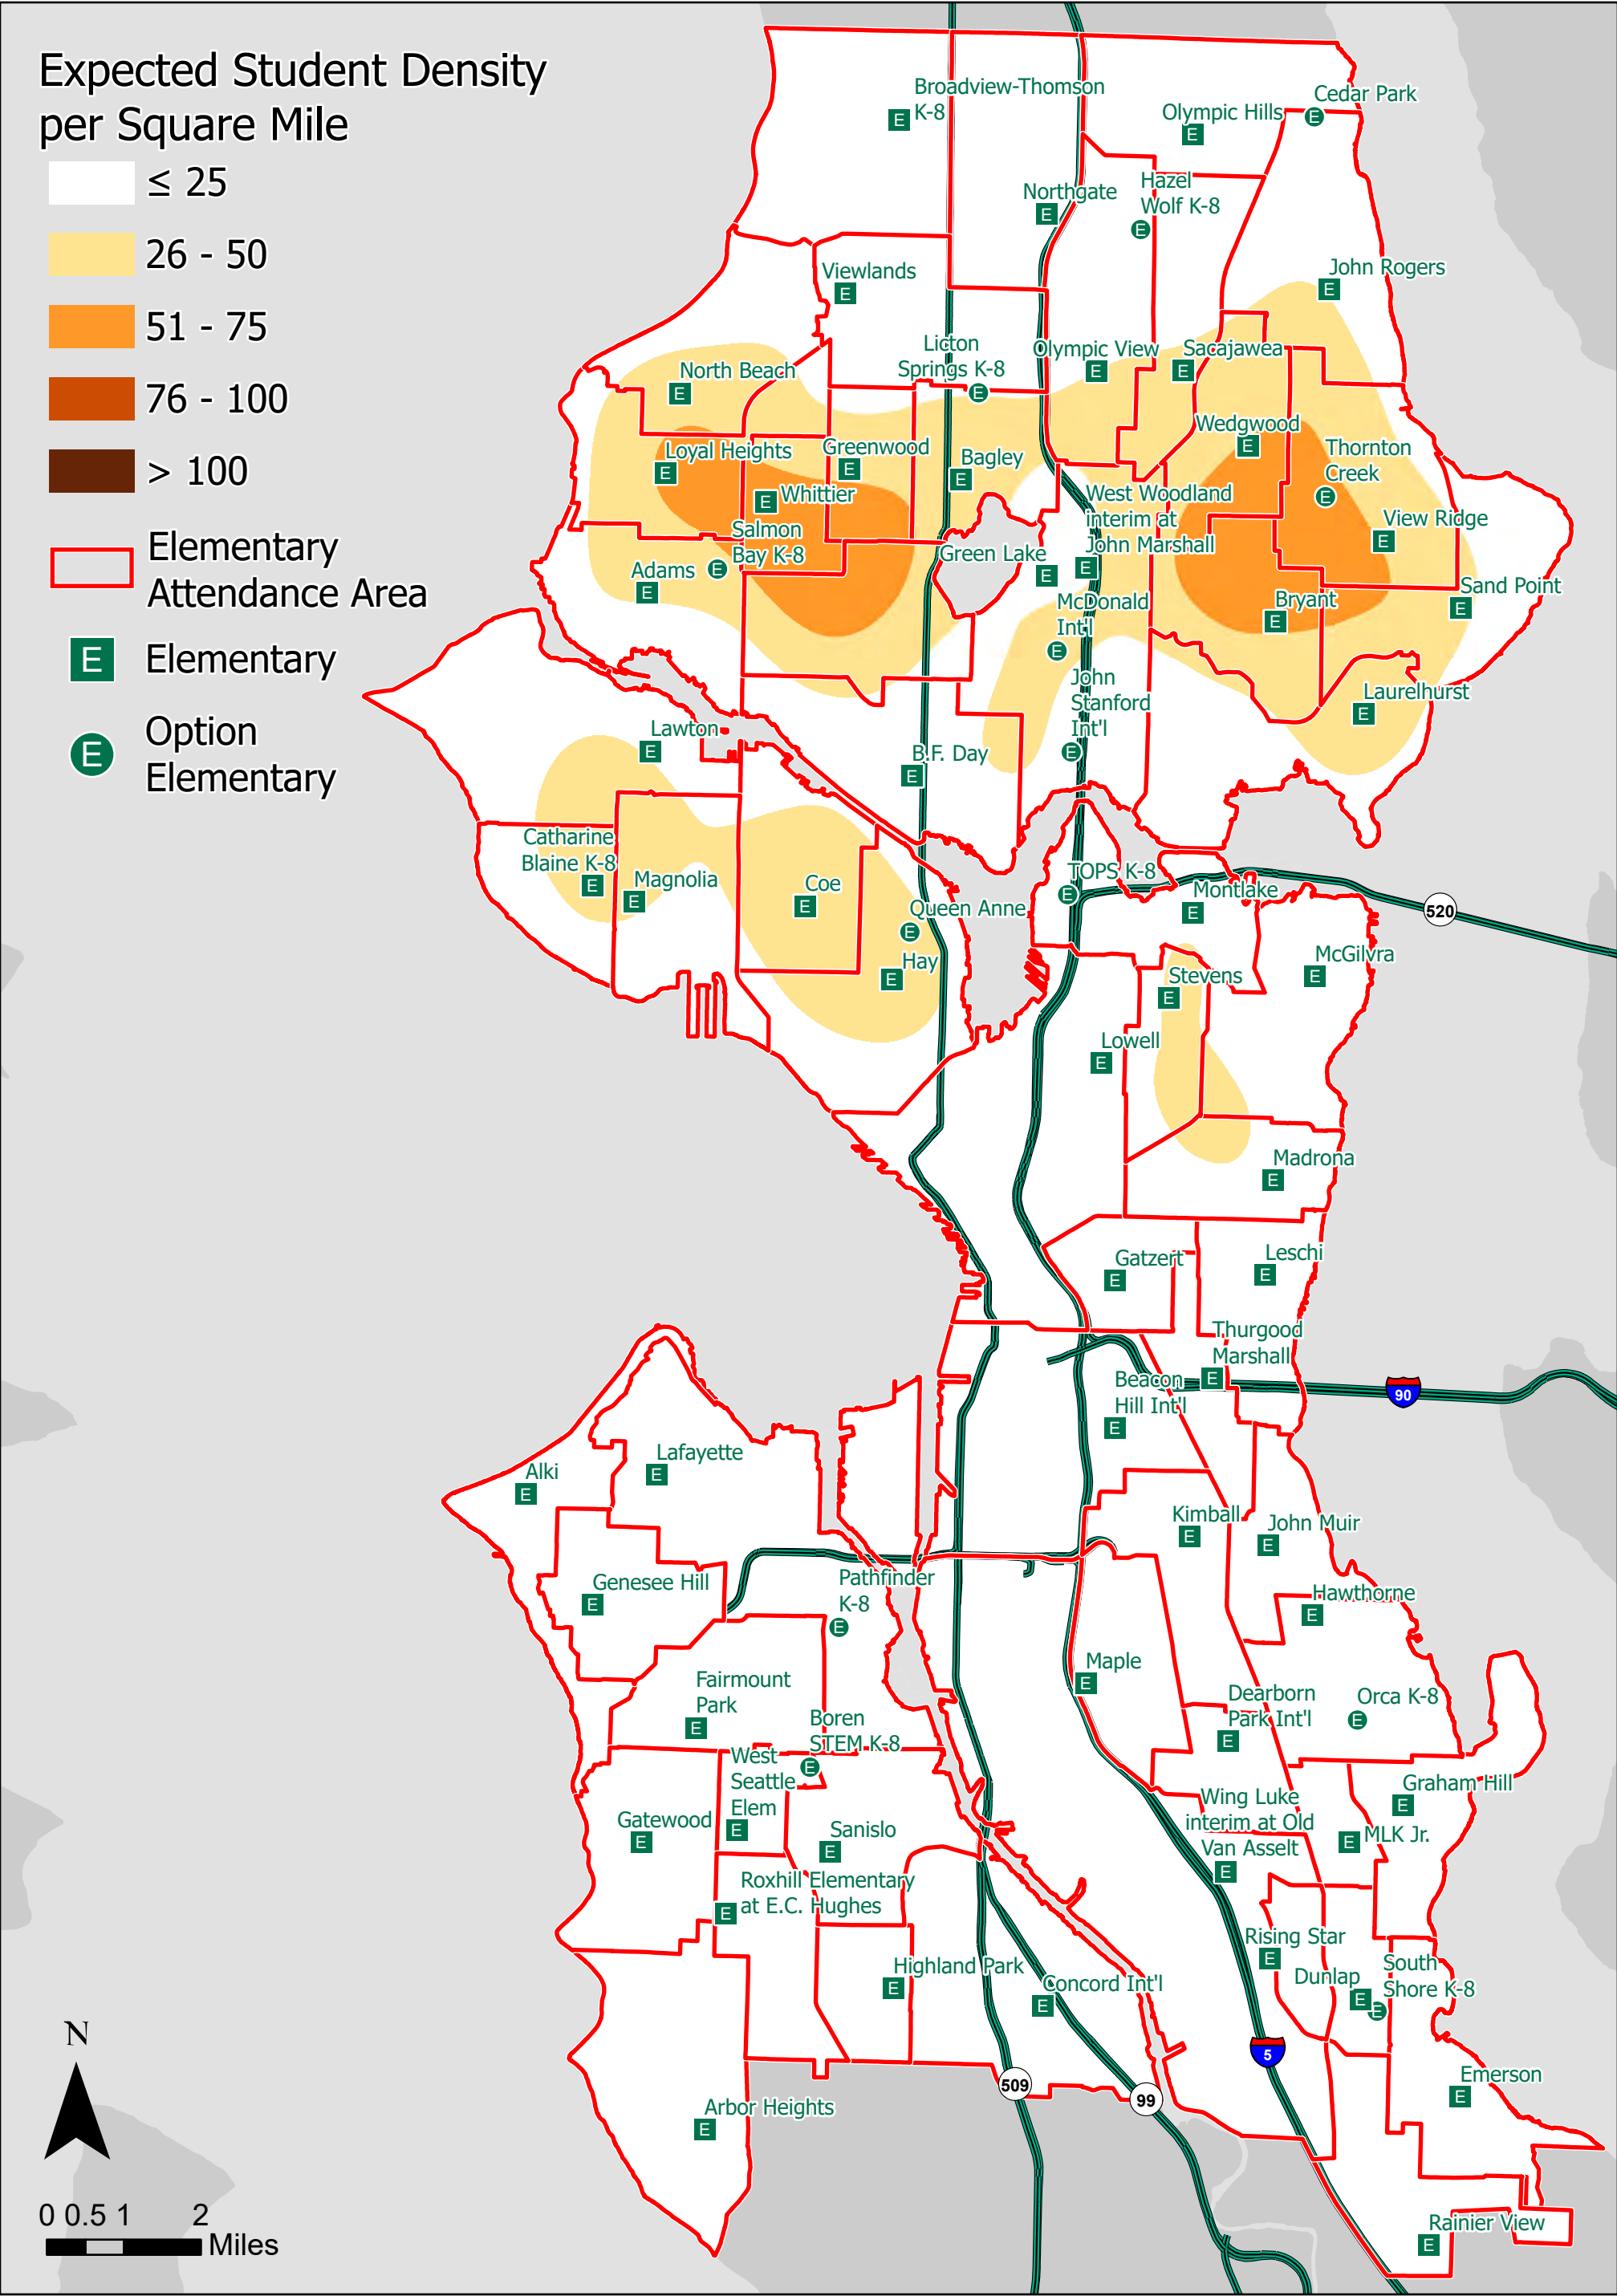 Expected Student Density
per Square Mile
≤ 25
26 - 50
51 - 75
76 - 100
> 100
Elementary
Attendance Area
E
Elementary
E
Option
Elementary
Broadview-Thomson
E K-8
Cedar Park
E
Olympic Hills
E
Hazel
Wolf K-8
E
Northgate
E
Viewlands
E
John Rogers
E
Licton
Springs K-8
E
Olympic View
E
Sacajawea
E
North Beach
E
Wedgwood
E
Thornton
Creek
E
Loyal Heights
E
Greenwood
E
Bagley
E
E Whittier
West Woodland
interim at
John Marshall
E
View Ridge
E
Salmon
Bay K-8
E
Green Lake
E
Adams
E
McDonald
Int'l
E
Bryant
E
Sand Point
E
John
Stanford
Int'l
E
Laurelhurst
E
Lawton
E
B.F. Day
E
Catharine
Blaine K-8
E
Magnolia
E
Coe
E
TOPS K-8
E
Montlake
E
520
Queen Anne
E
Hay
E
McGilvra
E
Stevens
E
Lowell
E
Madrona
E
Gatzert
E
Leschi
E
Thurgood
Marshall
E
90
Beacon
Hill Int'l
E
Lafayette
E
Alki
E
Kimball
E
John Muir
E
Genesee Hill
E
Pathfinder
K-8
E
Hawthorne
E
Maple
E
Fairmount
Park
E
Dearborn
Park Int'l
E
Orca K-8
E
Boren
STEM K-8
E
West
Seattle
Elem
E
Graham Hill
E
Wing Luke
interim at Old
Van Asselt
E
E MLK Jr.
Gatewood
E
Sanislo
E
Roxhill Elementary
E at E.C. Hughes
Rising Star
E
Highland Park
E
Concord Int'l
E
Dunlap
E
South
Shore K-8
E
5
Emerson
E
509
99
Arbor Heights
E
Rainier View
E
N
0 0.5 1 2
Miles